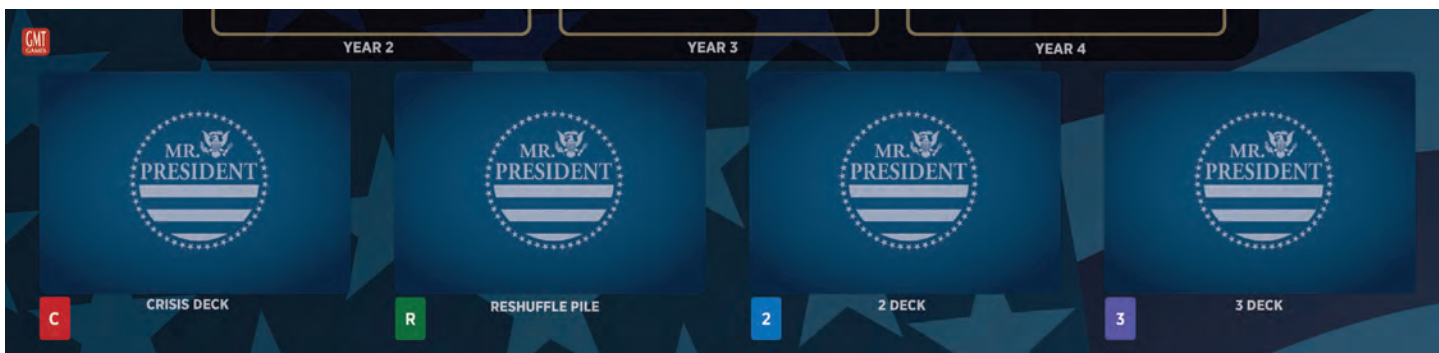 GMT
GAMES
YEAR 2
YEAR 3
YEAR 4
MR.
PRESIDENT
MR.
PRESIDENT
MR.
PRESIDENT
MR.
PRESIDENT
C
CRISIS DECK
R
RESHUFFLE PILE
2
2 DECK
3
3 DECK